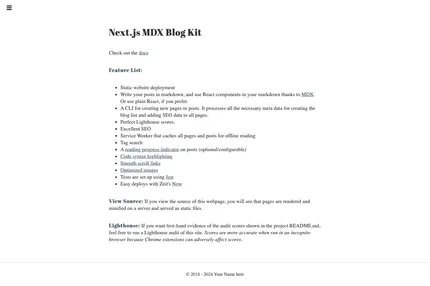 Next.js MDX Blog Kit
Check out the docs
Feature List:
Static website deployment
Write your posts in markdown, and use React components in your markdown thanks to MDX.
Or use plain React, if you prefer
A CLI for creating new pages or posts. It processes all the necessary meta data for creating the
blog list and adding SEO data to all pages.
Perfect Lighthouse scores.
Excellent SEO
Service Worker that caches all pages and posts for offline reading
Tag search
A reading progress indicator on posts (optional/configurable)
Code syntax highlighting
Smooth scroll links
Optimized images
Tests are set up using Jest
Easy deploys with Zeit's Now
View Source: If you view the source of this webpage, you will see that pages are rendered and
minified on a server and served as static files.
Lighthouse: If you want first-hand evidence of the audit scores shown in the project README.md,
feel free to run a Lighthouse audit of this site. Scores are more accurate when run in an incognito
browser because Chrome extensions can adversely affect scores.
© 2018 - 2024 Your Name here